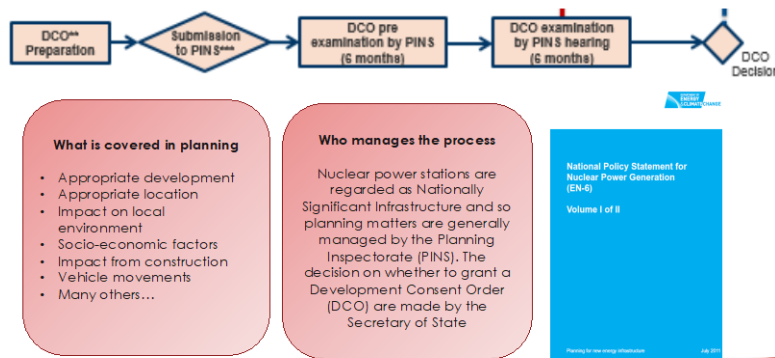 DCO**
Preparation
Submission
to PINS***
DCO pre
examination by PINS
(6 months)
DCO examination
by PINS hearing
(6 months)
DCO
Decision
DEPARTMENT OF
ENERGY
&CLIMATE CHANGE
What is covered in planning
• Appropriate development
• Appropriate location
• Impact on local
environment
• Socio-economic factors
• Impact from construction
• Vehicle movements
• Many others…
Who manages the process
Nuclear power stations are
regarded as Nationally
Significant Infrastructure and so
planning matters are generally
managed by the Planning
Inspectorate (PINS). The
decision on whether to grant a
Development Consent Order
(DCO) are made by the
Secretary of State
National Policy Statement for
Nuclear Power Generation
(EN-6)
Volume I of II
Planning for new energy infrastructure
July 2011